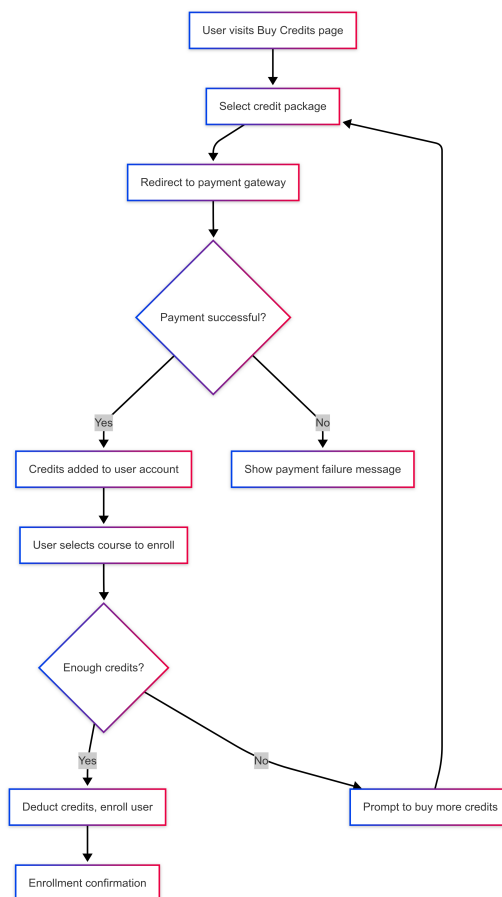 User visits Buy Credits page
Select credit package
Redirect to payment gateway
Payment successful?
Yes
No
Credits added to user account
Show payment failure message
User selects course to enroll
Enough credits?
Yes
No
Deduct credits, enroll user
Prompt to buy more credits
Enrollment confirmation